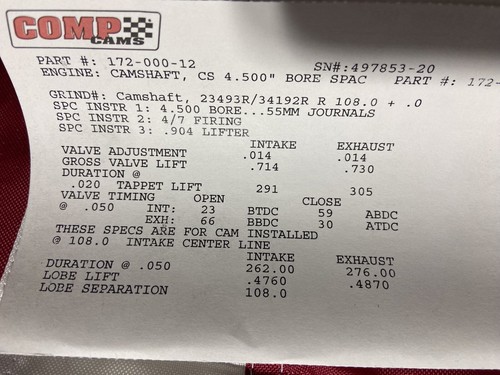 COMP CAMS
PART #: 172-000-12 SN#:497853-20
ENGINE: CAMSHAFT, CS 4.500" BORE SPAC PART #: 172-
GRIND#: Camshaft, 23493R/34192R R 108.0 + .0
SPC INSTR 1: 4.500 BORE...55MM JOURNALS
SPC INSTR 2: 4/7 FIRING
SPC INSTR 3: .904 LIFTER
INTAKE EXHAUST
VALVE ADJUSTMENT .014 .014
GROSS VALVE LIFT .714 .730
DURATION @
.020 TAPPET LIFT 291 305
VALVE TIMING OPEN CLOSE
@ .050 INT: 23 BTDC 59 ABDC
EXH: 66 BBDC 30 ATDC
THESE SPECS ARE FOR CAM INSTALLED
@ 108.0 INTAKE CENTER LINE
INTAKE EXHAUST
DURATION @ .050 262.00 276.00
LOBE LIFT .4760 .4870
LOBE SEPARATION 108.0